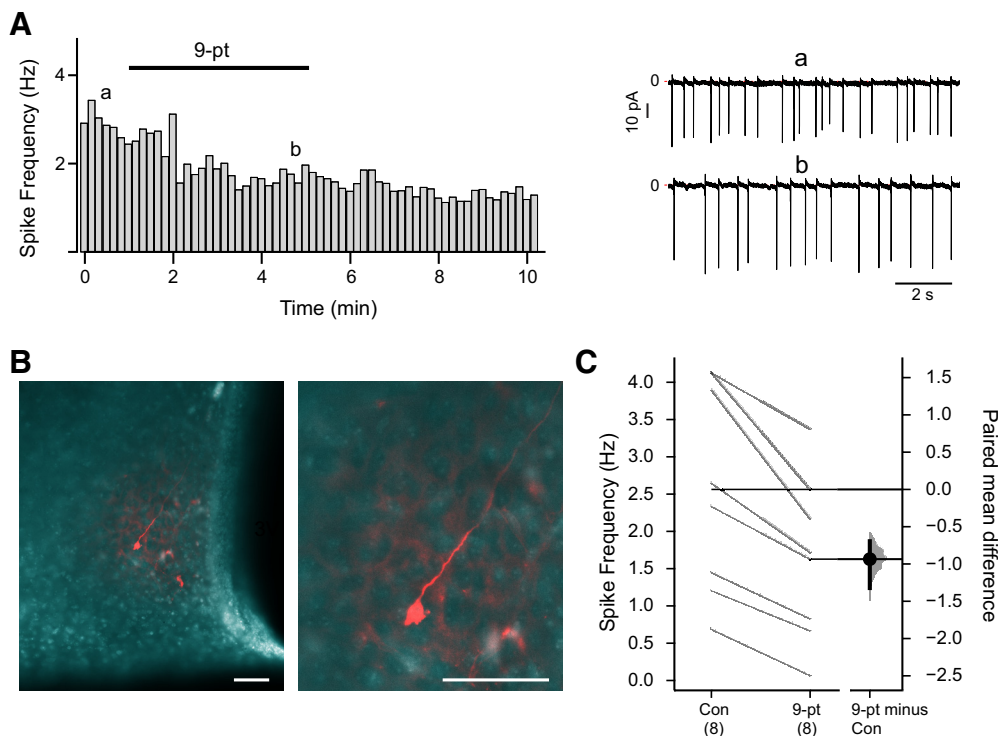 A
Spike Frequency (Hz)
4
2
9-pt
a
b
0
2
4
6
8
10
Time (min)
a
0
10 pA
b
0
2 s
B
C
Spike Frequency (Hz)
4.0
3.5
3.0
2.5
2.0
1.5
1.0
0.5
0.0
Con
(8)
9-pt
(8)
9-pt minus
Con
1.5
1.0
0.5
0.0
−0.5
−1.0
−1.5
−2.0
−2.5
Paired mean difference